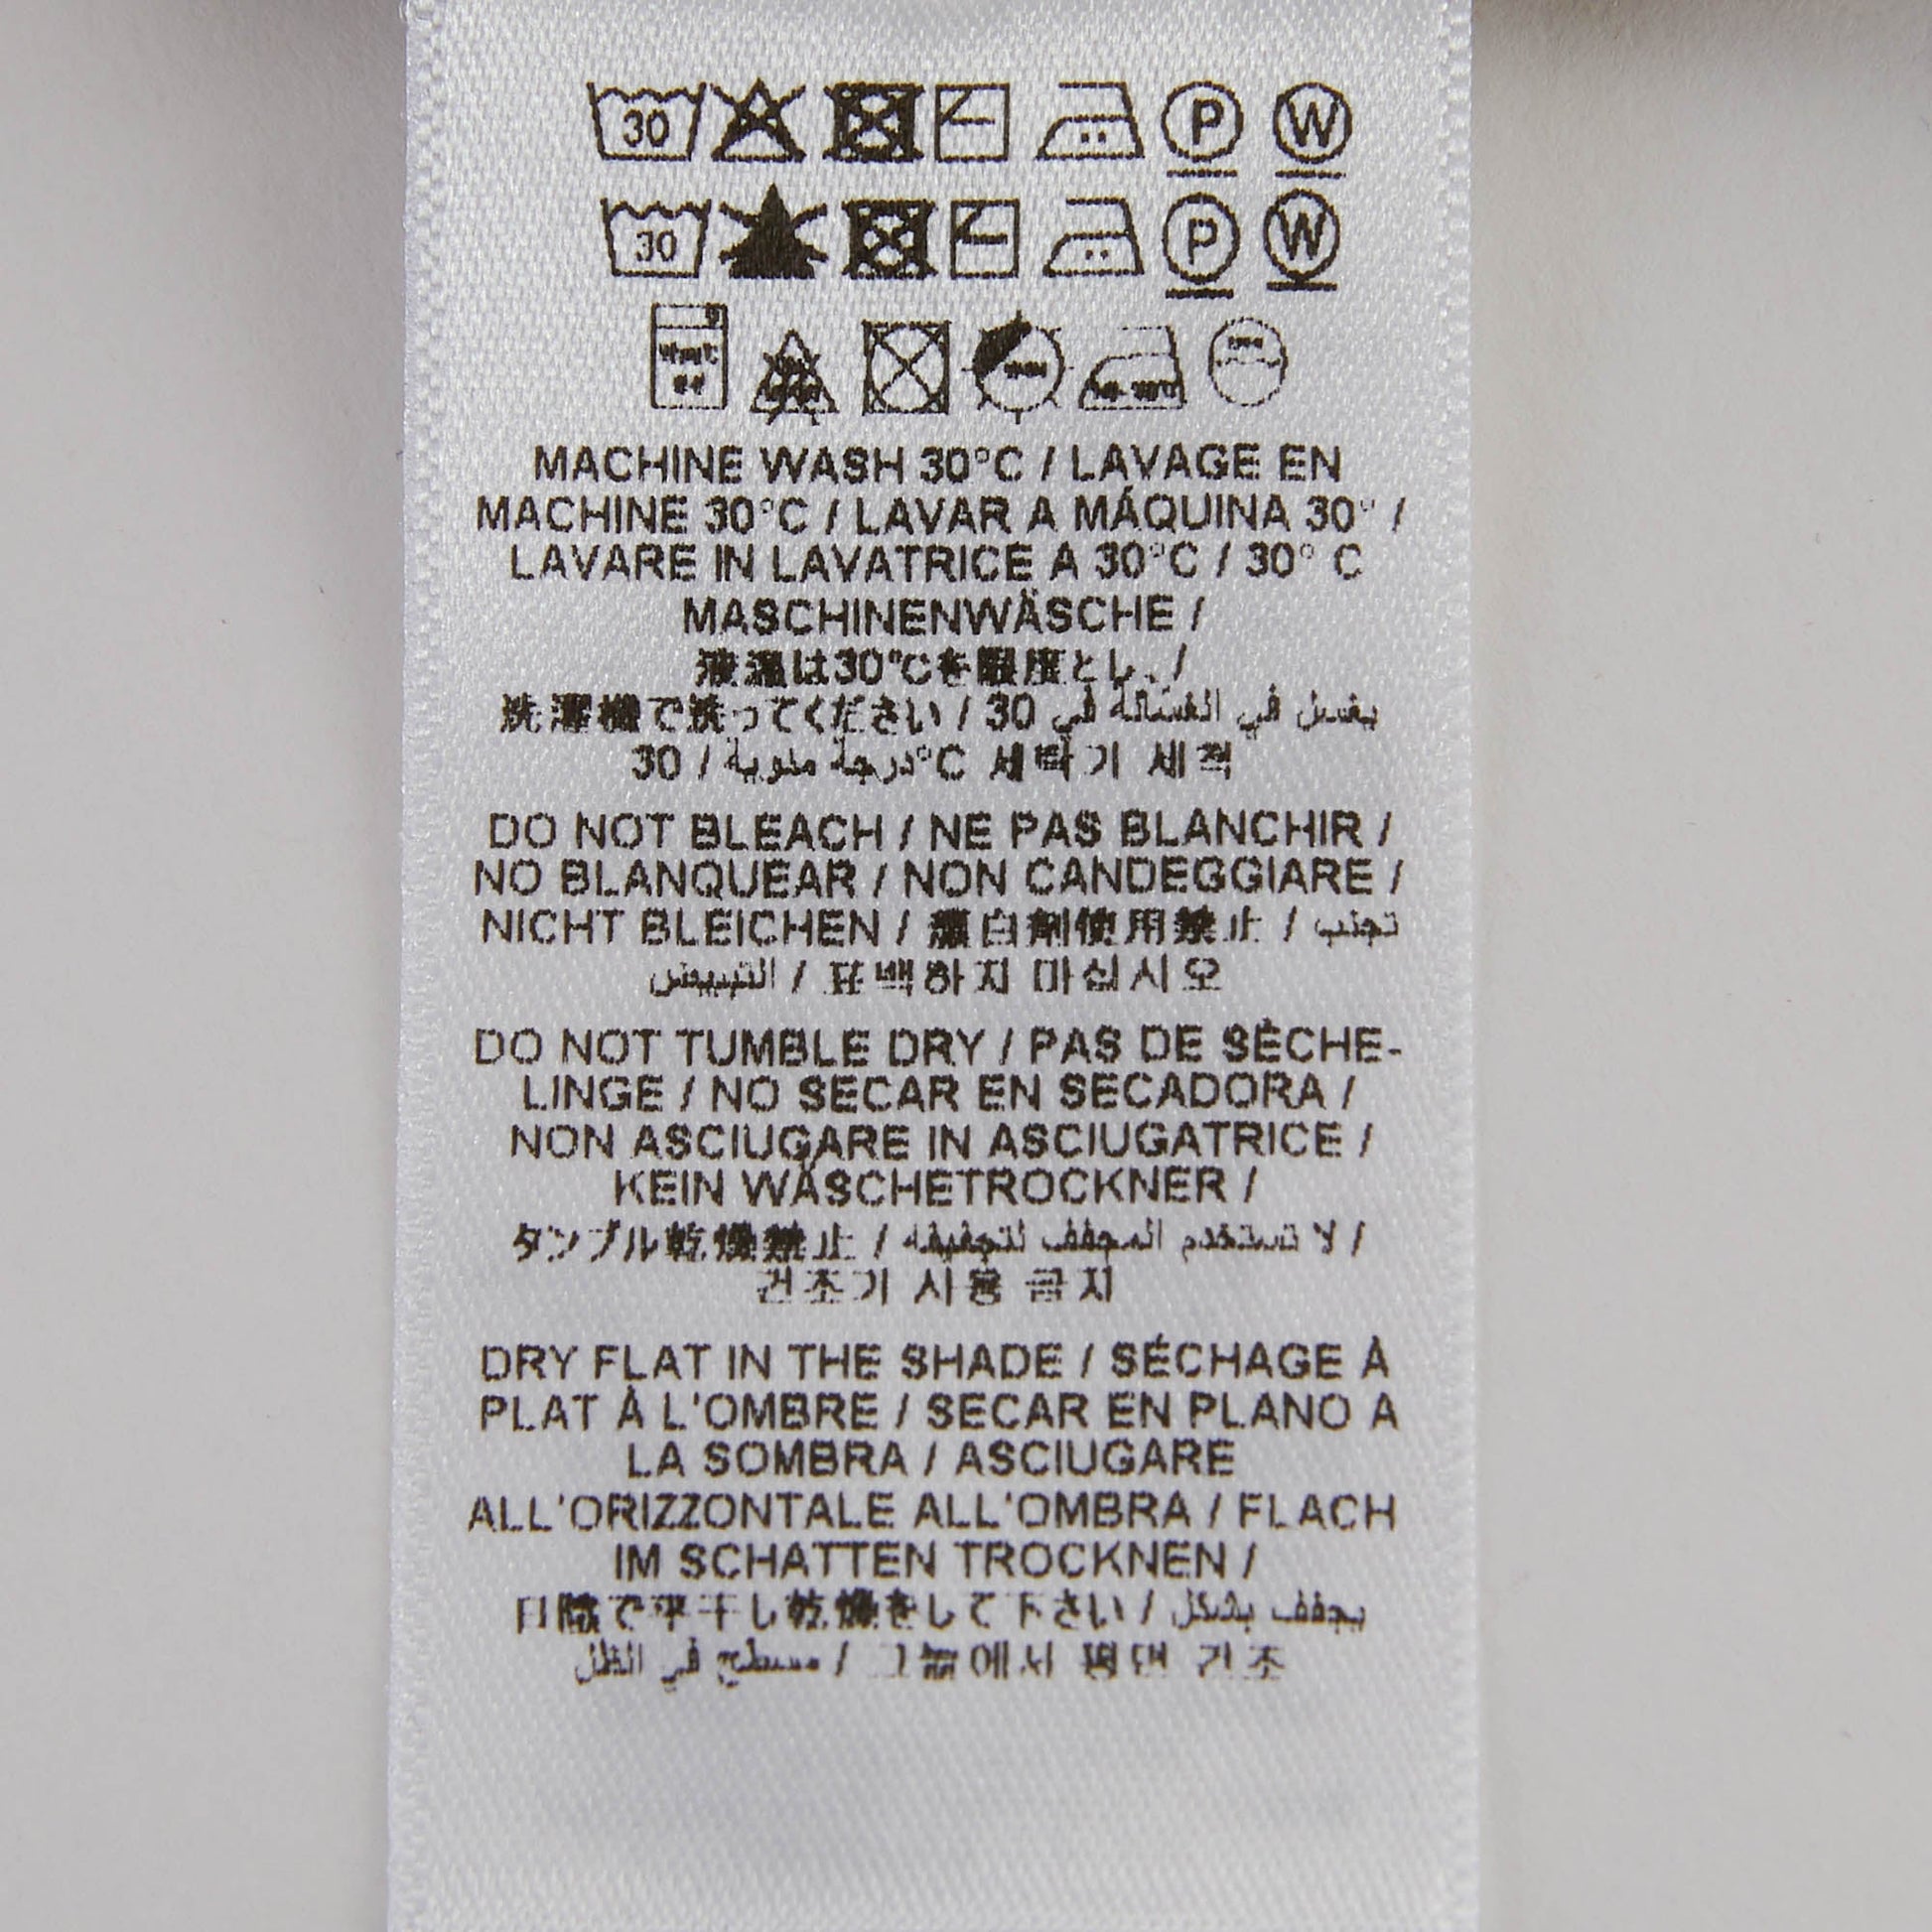 30 P W
30 P W
MACHINE WASH 30°C / LAVAGE EN
MACHINE 30°C / LAVAR A MÁQUINA 30° /
LAVARE IN LAVATRICE A 30°C / 30° C
MASCHINENWÄSCHE /
液温は30℃を限度とし、/
洗濯機で洗ってください / يغسل في الغسالة في 30
30 / درجة مئوية°C 세탁기 세척
DO NOT BLEACH / NE PAS BLANCHIR /
NO BLANQUEAR / NON CANDEGGIARE /
NICHT BLEICHEN / 漂白剤使用禁止 / تجنب
التبييض / 표백하지 마십시오
DO NOT TUMBLE DRY / PAS DE SÈCHE-
LINGE / NO SECAR EN SECADORA /
NON ASCIUGARE IN ASCIUGATRICE /
KEIN WÄSCHETROCKNER /
タンブル乾燥禁止 / لا تستخدم المجفف لتجفيفه /
건조기 사용 금지
DRY FLAT IN THE SHADE / SÉCHAGE À
PLAT À L'OMBRE / SECAR EN PLANO A
LA SOMBRA / ASCIUGARE
ALL'ORIZZONTALE ALL'OMBRA / FLACH
IM SCHATTEN TROCKNEN /
日陰で平干し乾燥をして下さい / يجفف بشكل
مسطح في الظل / 그늘에서 평면 건조